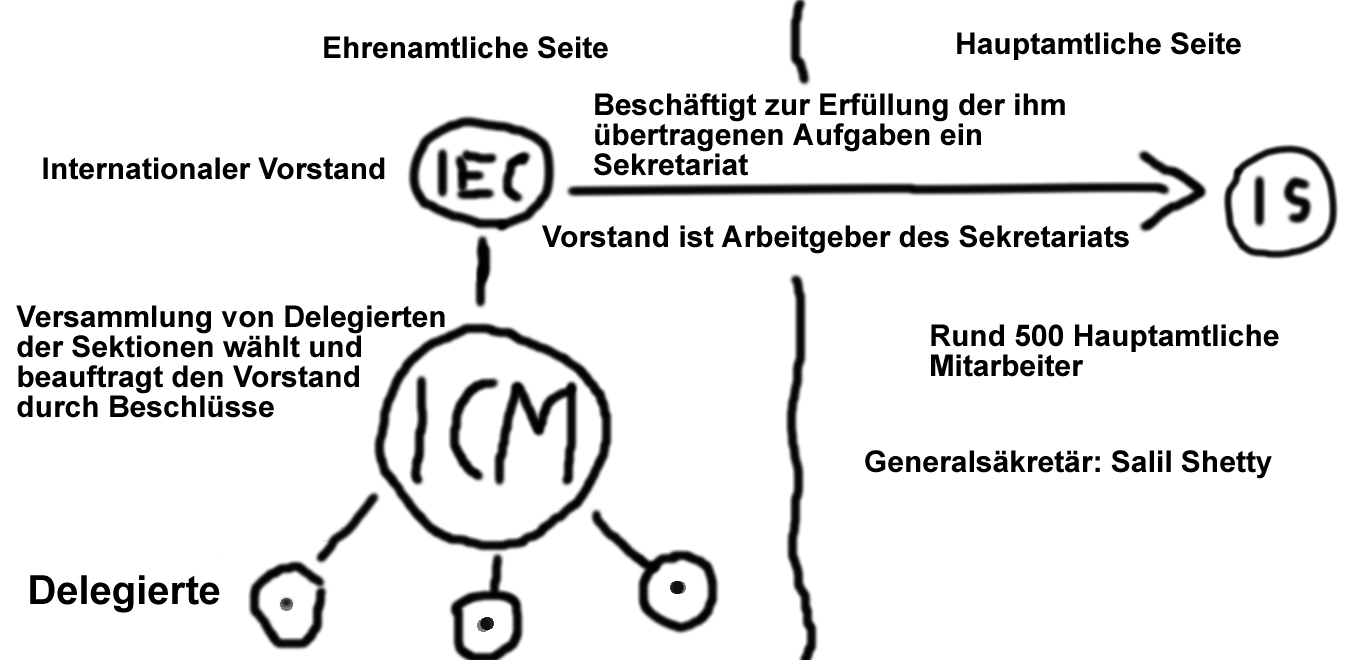 Ehrenamtliche Seite
Hauptamtliche Seite
Beschäftigt zur Erfüllung der ihm
übertragenen Aufgaben ein
Sekretariat
Internationaler Vorstand
IEC
IS
Vorstand ist Arbeitgeber des Sekretariats
Versammlung von Delegierten
der Sektionen wählt und
beauftragt den Vorstand
durch Beschlüsse
ICM
Rund 500 Hauptamtliche
Mitarbeiter
Generalsäkretär: Salil Shetty
Delegierte